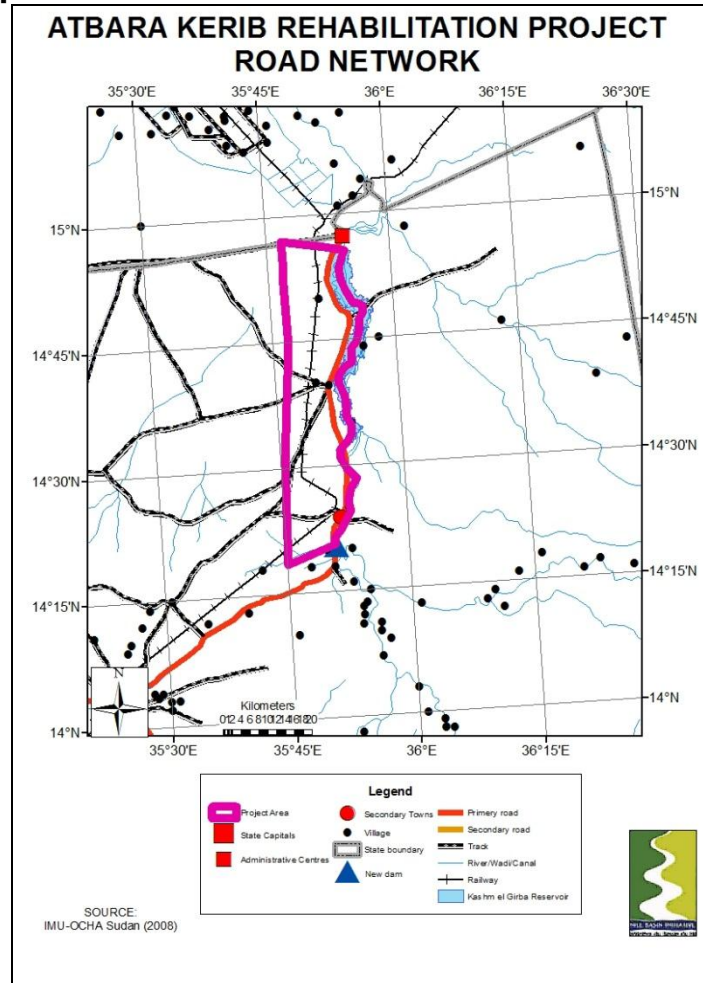 ATBARA KERIB REHABILITATION PROJECT
ROAD NETWORK
35°30'E 35°45'E 36°E 36°15'E 36°30'E
15°N 15°N
14°45'N 14°45'N
14°30'N 14°30'N
14°15'N 14°15'N
14°N 14°N
N
Kilometers
35°30'E 35°45'E 36°E 36°15'E
Legend
Project Area
State Capitals
Administrative Centres
Secondary Towns
Village
State boundary
New dam
Primery road
Secondary road
Track
River/Wadi/Canal
Railway
Kashm el Girba Reservoir
SOURCE:
IMU-OCHA Sudan (2008)
NILE BASIN INITIATIVE